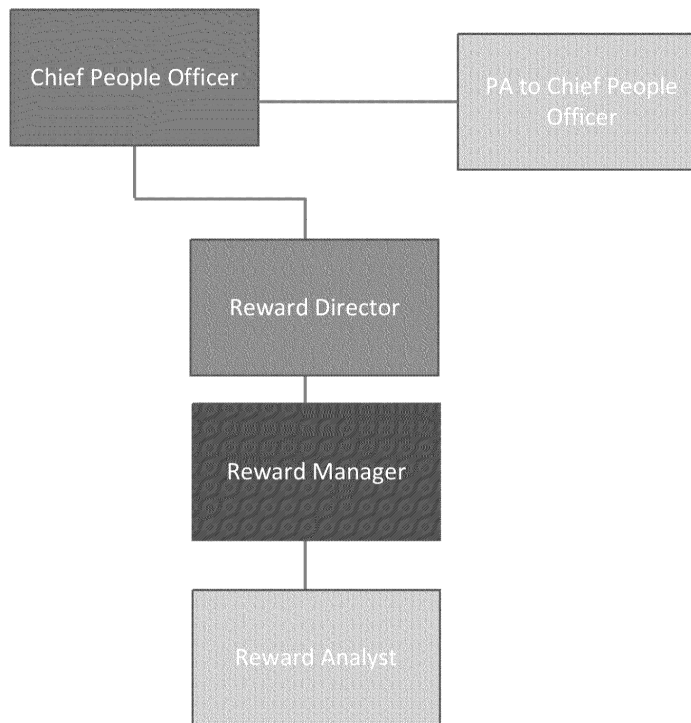 Chief People Officer
PA to Chief People
Officer
Reward Director
Reward Manager
Reward Analyst